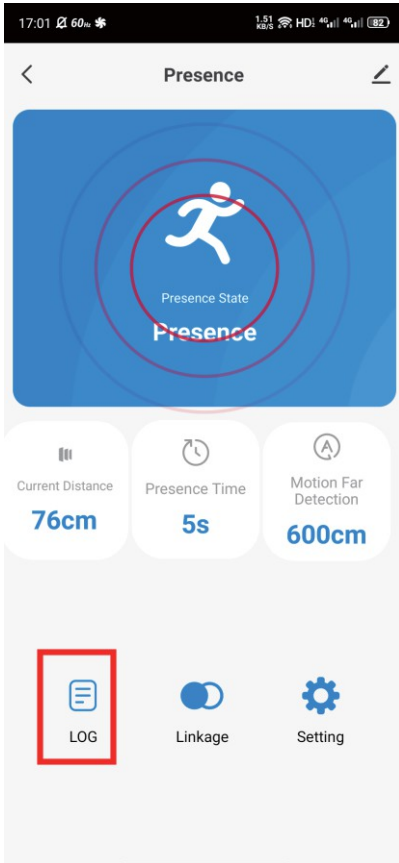 17:01 60Hz 1.51 KB/S HD 4G 4G 82
Presence
Presence State
Presence
Current Distance
76cm
Presence Time
5s
Motion Far
Detection
600cm
LOG
Linkage
Setting